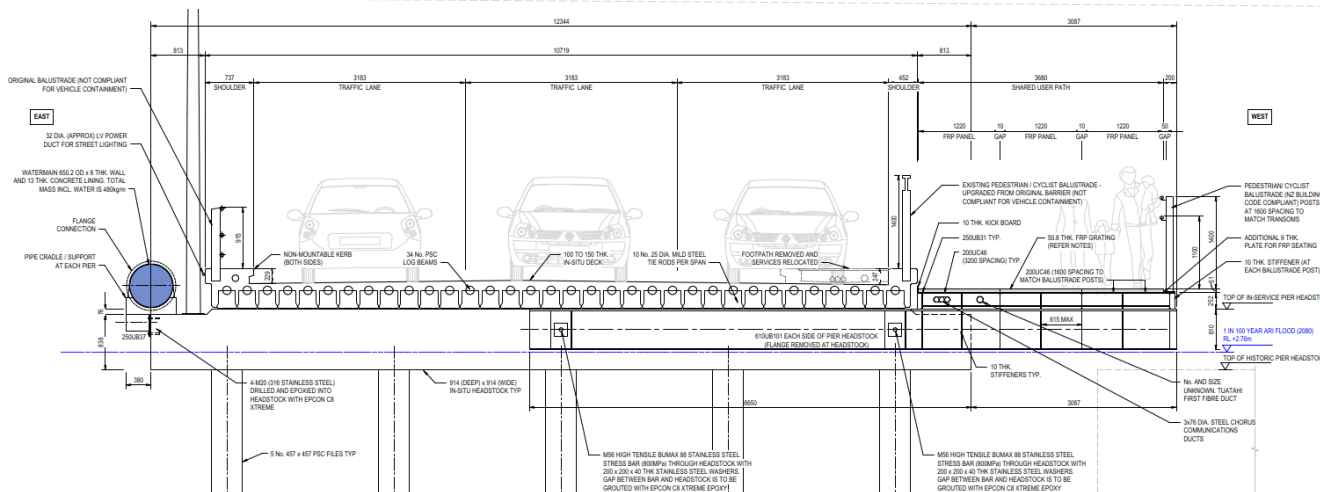 12344
3087
813
10719
813
737
SHOULDER
3183
TRAFFIC LANE
3183
TRAFFIC LANE
3183
TRAFFIC LANE
452
SHOULDER
3680
SHARED USER PATH
200
1220
FRP PANEL
10
GAP
1220
FRP PANEL
10
GAP
1220
FRP PANEL
50
GAP
ORIGINAL BALUSTRADE (NOT COMPLIANT
FOR VEHICLE CONTAINMENT)
EAST
WEST
32 DIA. (APPROX) LV POWER
DUCT FOR STREET LIGHTING
WATERMAIN 650.2 OD x 8 THK. WALL
AND 13 THK. CONCRETE LINING. TOTAL
MASS INCL. WATER IS 480kg/m
FLANGE
CONNECTION
PIPE CRADLE / SUPPORT
AT EACH PIER
915
229
NON-MOUNTABLE KERB
(BOTH SIDES)
34 No. PSC
LOG BEAMS
100 TO 150 THK.
IN-SITU DECK
10 No. 25 DIA. MILD STEEL
TIE RODS PER SPAN
FOOTPATH REMOVED AND
SERVICES RELOCATED
247
1400
EXISTING PEDESTRIAN / CYCLIST BALUSTRADE -
UPGRADED FROM ORIGINAL BARRIER (NOT
COMPLIANT FOR VEHICLE CONTAINMENT)
10 THK. KICK BOARD
250UB31 TYP.
200UC46
(3200 SPACING) TYP.
50.8 THK. FRP GRATING
(REFER NOTES)
200UC46 (1600 SPACING TO
MATCH BALUSTRADE POSTS)
1100
1400
PEDESTRIAN/ CYCLIST
BALUSTRADE (NZ BUILDING
CODE COMPLIANT) POSTS
AT 1600 SPACING TO
MATCH TRANSOMS
ADDITIONAL 9 THK.
PLATE FOR FRP SEATING
10 THK. STIFFENER (AT
EACH BALUSTRADE POST)
51
252
TOP OF IN-SERVICE PIER HEADSTO
610
1 IN 100 YEAR ARI FLOOD (2080)
RL +2.76m
TOP OF HISTORIC PIER HEADSTO
76
838
250UB37
380
615 MAX
610UB101 EACH SIDE OF PIER HEADSTOCK
(FLANGE REMOVED AT HEADSTOCK)
4-M20 (316 STAINLESS STEEL)
DRILLED AND EPOXIED INTO
HEADSTOCK WITH EPCON C8
XTREME
914 (DEEP) x 914 (WIDE)
IN-SITU HEADSTOCK TYP
10 THK.
STIFFENERS TYP.
No. AND SIZE
UNKNOWN. TUATAHI
FIRST FIBRE DUCT
6650
3087
3x76 DIA. STEEL CHORUS
COMMUNICATIONS
DUCTS
5 No. 457 x 457 PSC PILES TYP
M56 HIGH TENSILE BUMAX 88 STAINLESS STEEL
STRESS BAR (800MPa) THROUGH HEADSTOCK WITH
200 x 200 x 40 THK STAINLESS STEEL WASHERS.
GAP BETWEEN BAR AND HEADSTOCK IS TO BE
GROUTED WITH EPCON C8 XTREME EPOXY
M56 HIGH TENSILE BUMAX 88 STAINLESS STEEL
STRESS BAR (800MPa) THROUGH HEADSTOCK WITH
200 x 200 x 40 THK STAINLESS STEEL WASHERS.
GAP BETWEEN BAR AND HEADSTOCK IS TO BE
GROUTED WITH EPCON C8 XTREME EPOXY